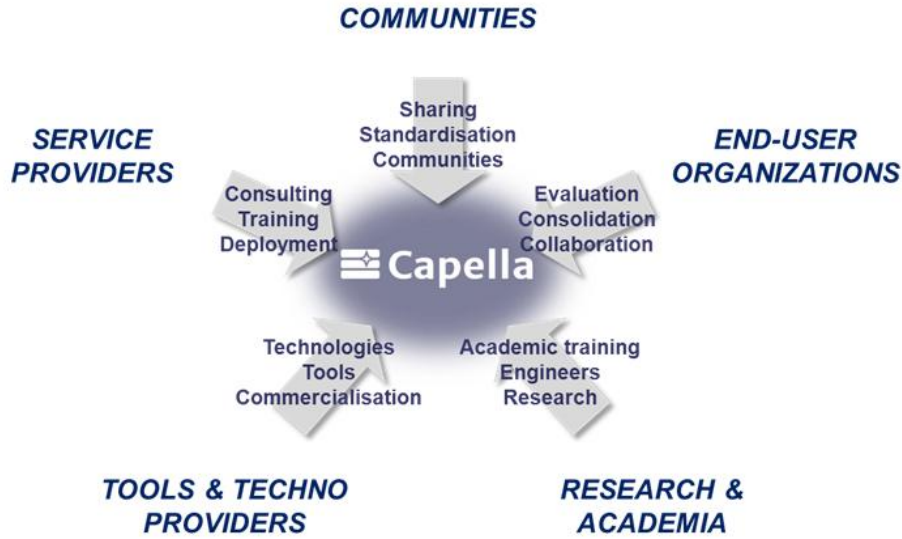 COMMUNITIES
Sharing
Standardisation
Communities
SERVICE
PROVIDERS
Consulting
Training
Deployment
END-USER
ORGANIZATIONS
Evaluation
Consolidation
Collaboration
Capella
Technologies
Tools
Commercialisation
Academic training
Engineers
Research
TOOLS & TECHNO
PROVIDERS
RESEARCH &
ACADEMIA